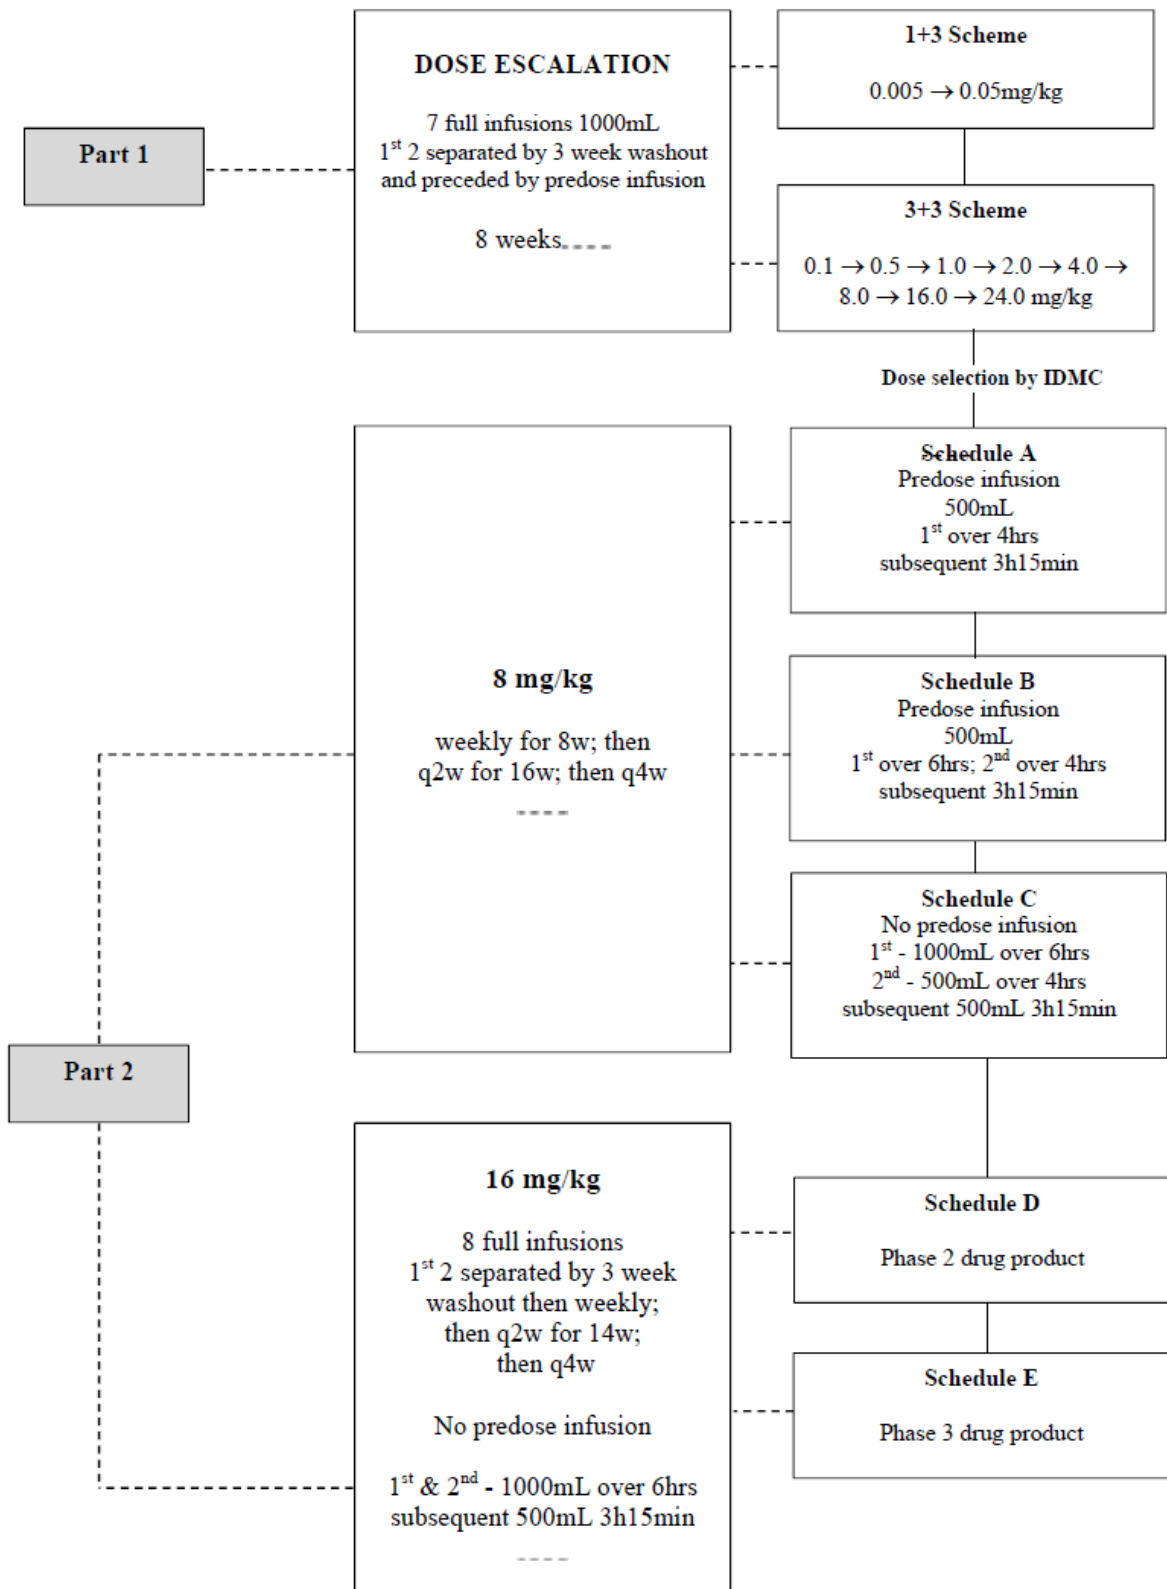 Part 1
DOSE ESCALATION
7 full infusions 1000mL
1st 2 separated by 3 week washout
and preceded by predose infusion
8 weeks
1+3 Scheme
0.005 → 0.05mg/kg
3+3 Scheme
0.1 → 0.5 → 1.0 → 2.0 → 4.0 →
8.0 → 16.0 → 24.0 mg/kg
Dose selection by IDMC
Part 2
8 mg/kg
weekly for 8w; then
q2w for 16w; then q4w
Schedule A
Predose infusion
500mL
1st over 4hrs
subsequent 3h15min
Schedule B
Predose infusion
500mL
1st over 6hrs; 2nd over 4hrs
subsequent 3h15min
Schedule C
No predose infusion
1st - 1000mL over 6hrs
2nd - 500mL over 4hrs
subsequent 500mL 3h15min
16 mg/kg
8 full infusions
1st 2 separated by 3 week
washout then weekly;
then q2w for 14w;
then q4w
No predose infusion
1st & 2nd - 1000mL over 6hrs
subsequent 500mL 3h15min
Schedule D
Phase 2 drug product
Schedule E
Phase 3 drug product